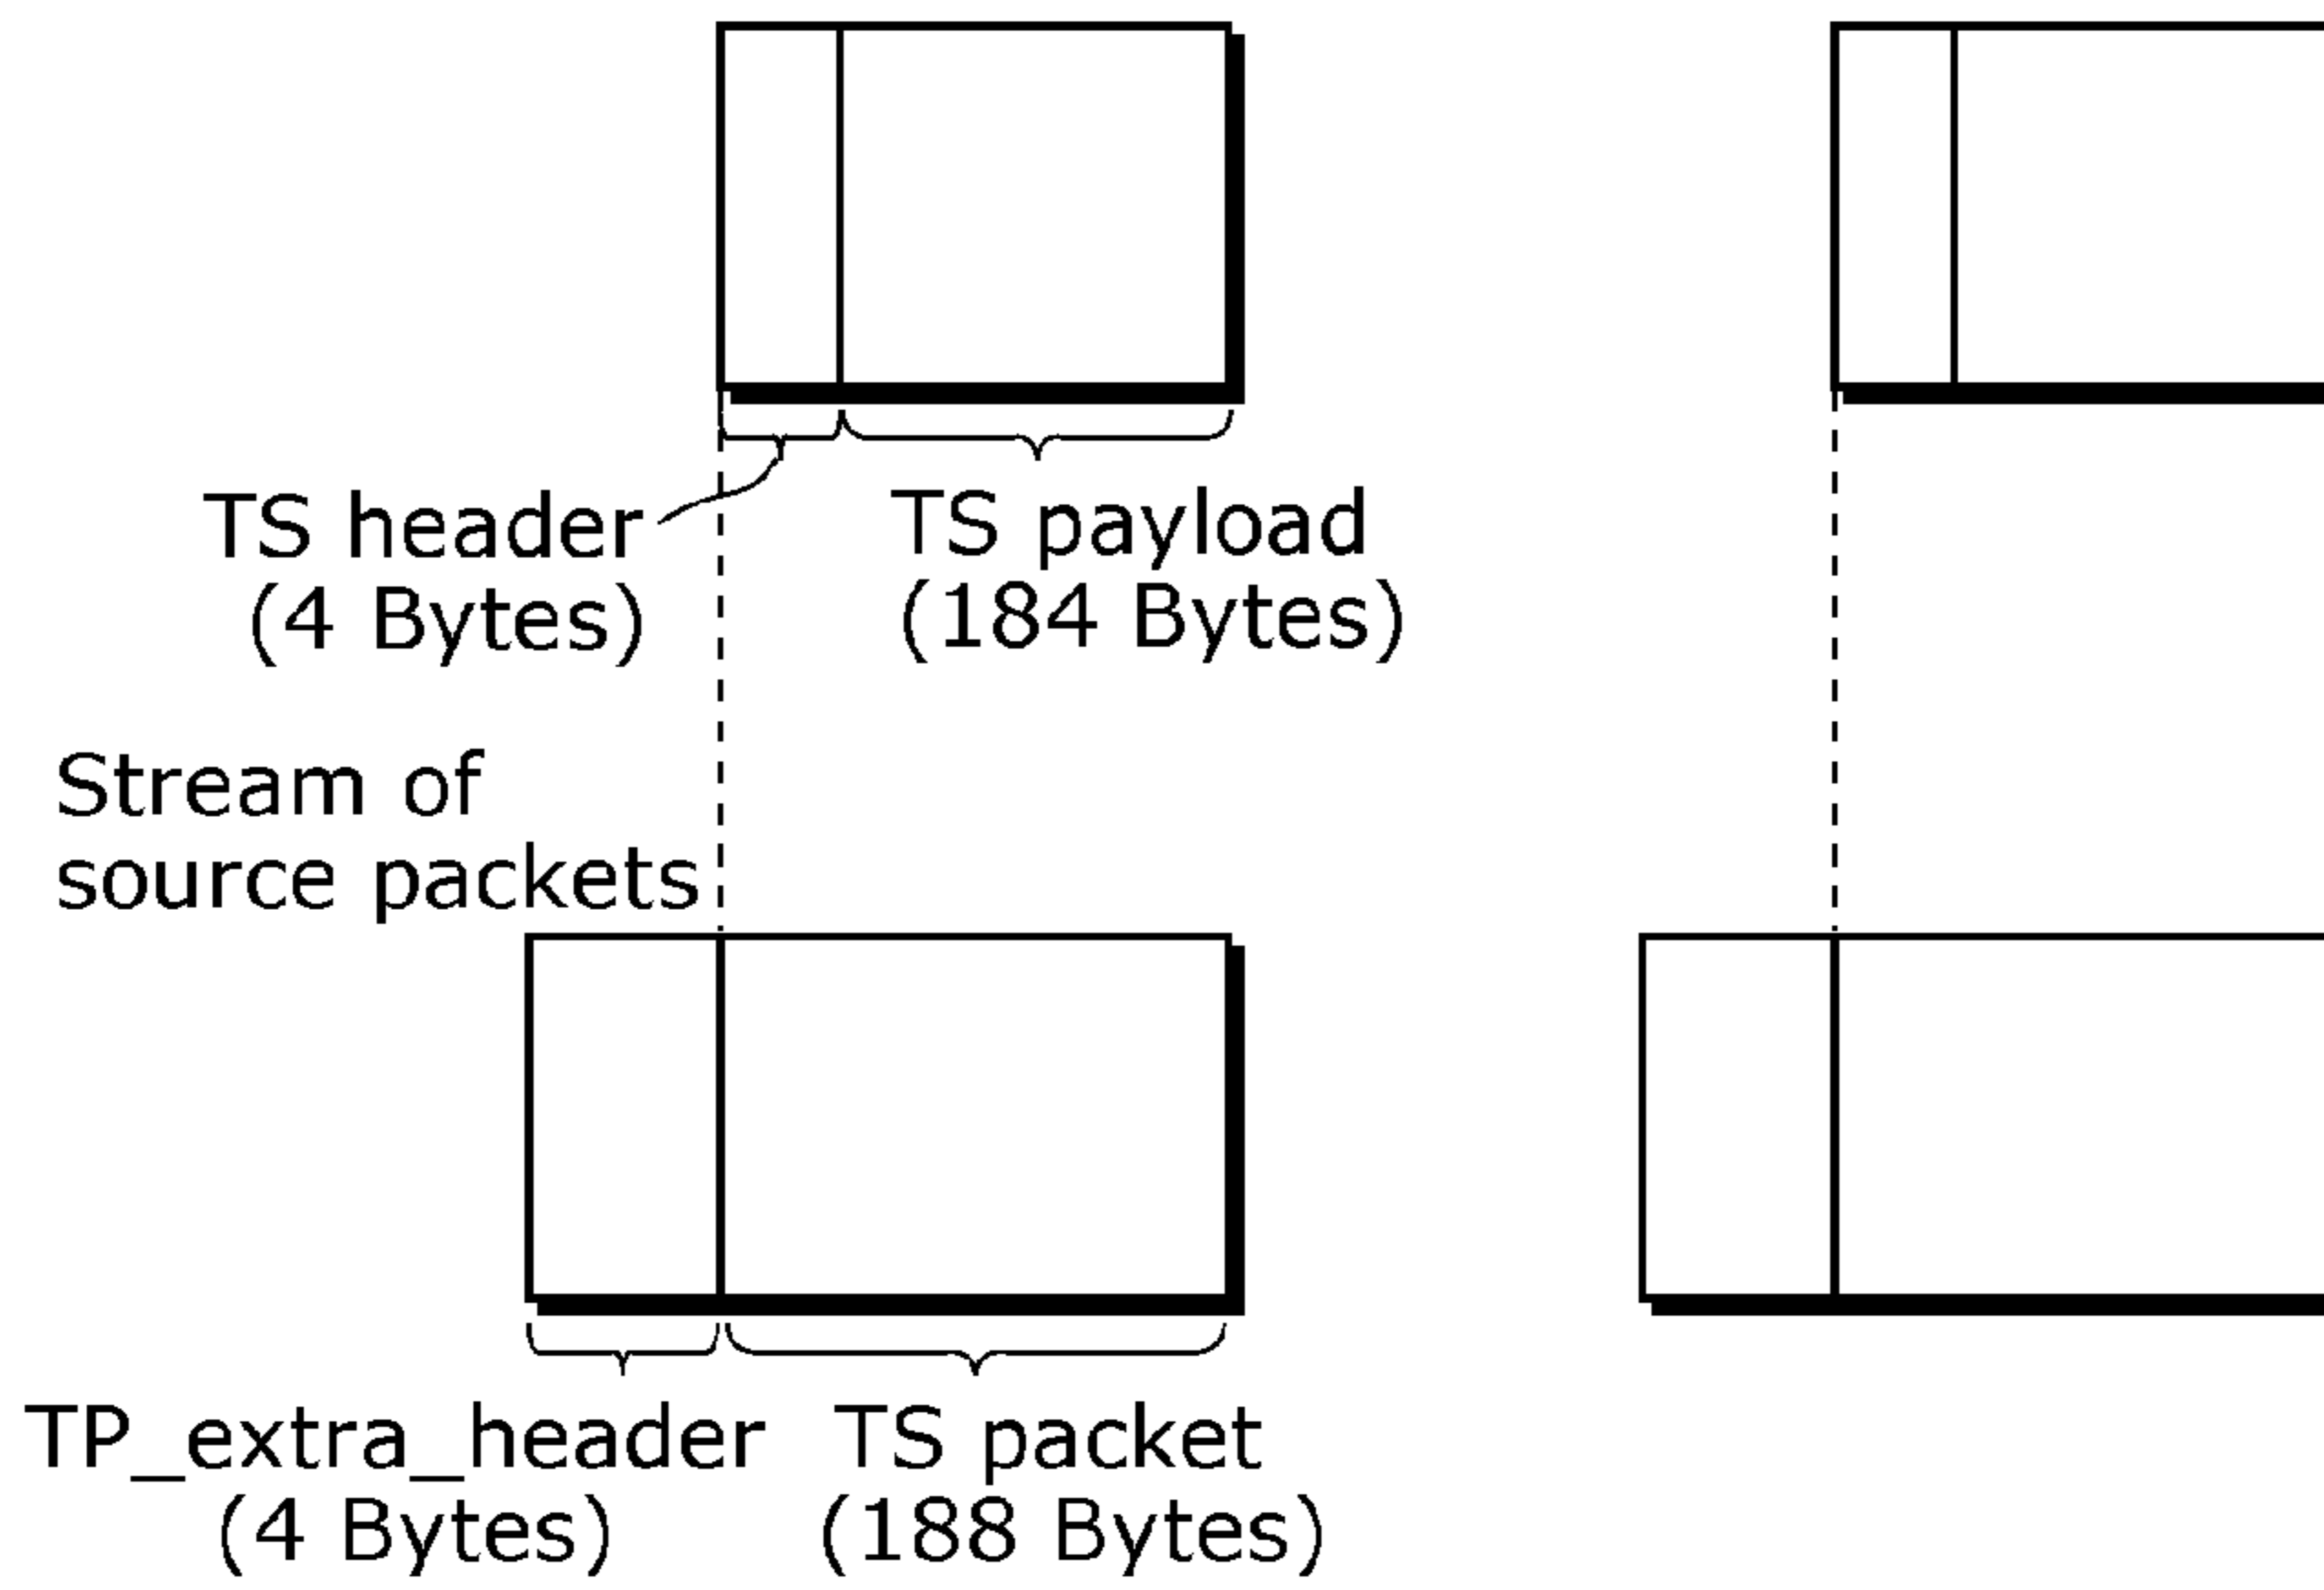 TS header
(4 Bytes)
TS payload
(184 Bytes)
Stream of
source packets
TP_extra_header
(4 Bytes)
TS packet
(188 Bytes)